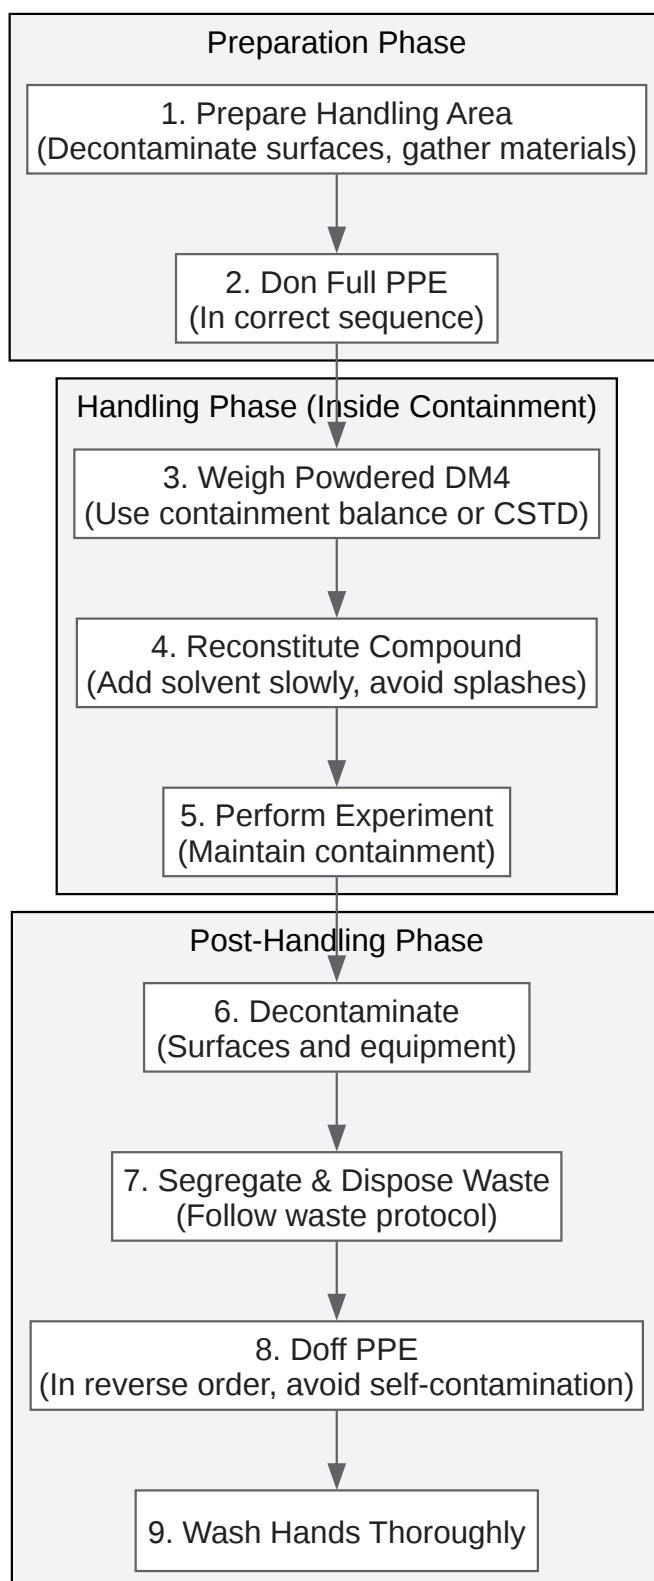 Preparation Phase
1. Prepare Handling Area
(Decontaminate surfaces, gather materials)
2. Don Full PPE
(In correct sequence)
Handling Phase (Inside Containment)
3. Weigh Powdered DM4
(Use containment balance or CSTD)
4. Reconstitute Compound
(Add solvent slowly, avoid splashes)
5. Perform Experiment
(Maintain containment)
Post-Handling Phase
6. Decontaminate
(Surfaces and equipment)
7. Segregate & Dispose Waste
(Follow waste protocol)
8. Doff PPE
(In reverse order, avoid self-contamination)
9. Wash Hands Thoroughly